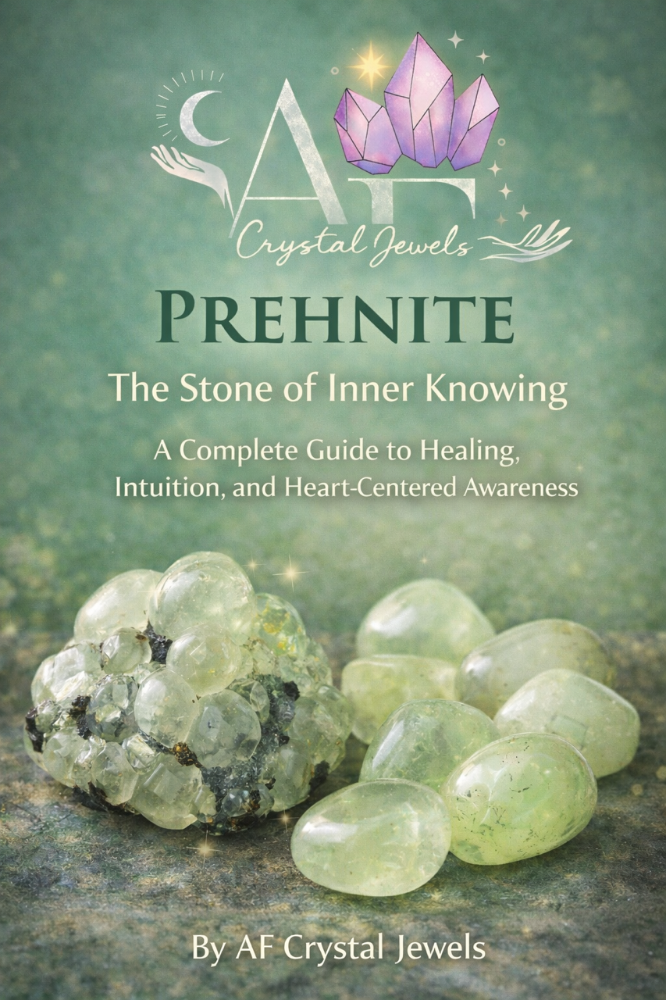 AF
Crystal Jewels
PREHNITE
The Stone of Inner Knowing
A Complete Guide to Healing,
Intuition, and Heart-Centered Awareness
By AF Crystal Jewels